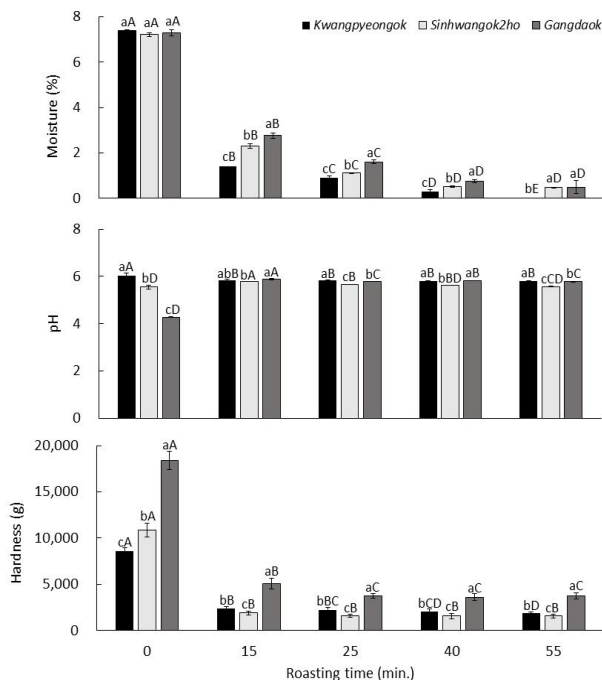 Kwangpyeongok Sinhwangok2ho Gangdaok
8
6
4
2
0
Moisture (%)
aA aA aA
cB bB aB
cC bC aC
cD bD aD
bE aD aD
8
6
4
2
0
pH
aA bD cD
abB bA aA
aB cB bC
aB bBD aB
aB cCD bC
20,000
15,000
10,000
5,000
0
Hardness (g)
cA bA aA
bB cB aB
bBC cB aC
bCD cB aC
bD cB aC
0 15 25 40 55
Roasting time (min.)